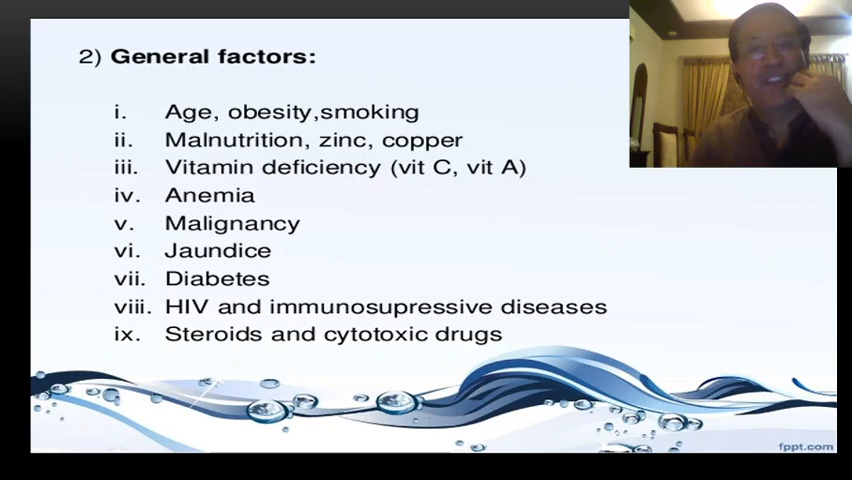 2) General factors:
i. Age, obesity,smoking
ii. Malnutrition, zinc, copper
iii. Vitamin deficiency (vit C, vit A)
iv. Anemia
v. Malignancy
vi. Jaundice
vii. Diabetes
viii. HIV and immunosupressive diseases
ix. Steroids and cytotoxic drugs
fppt.com